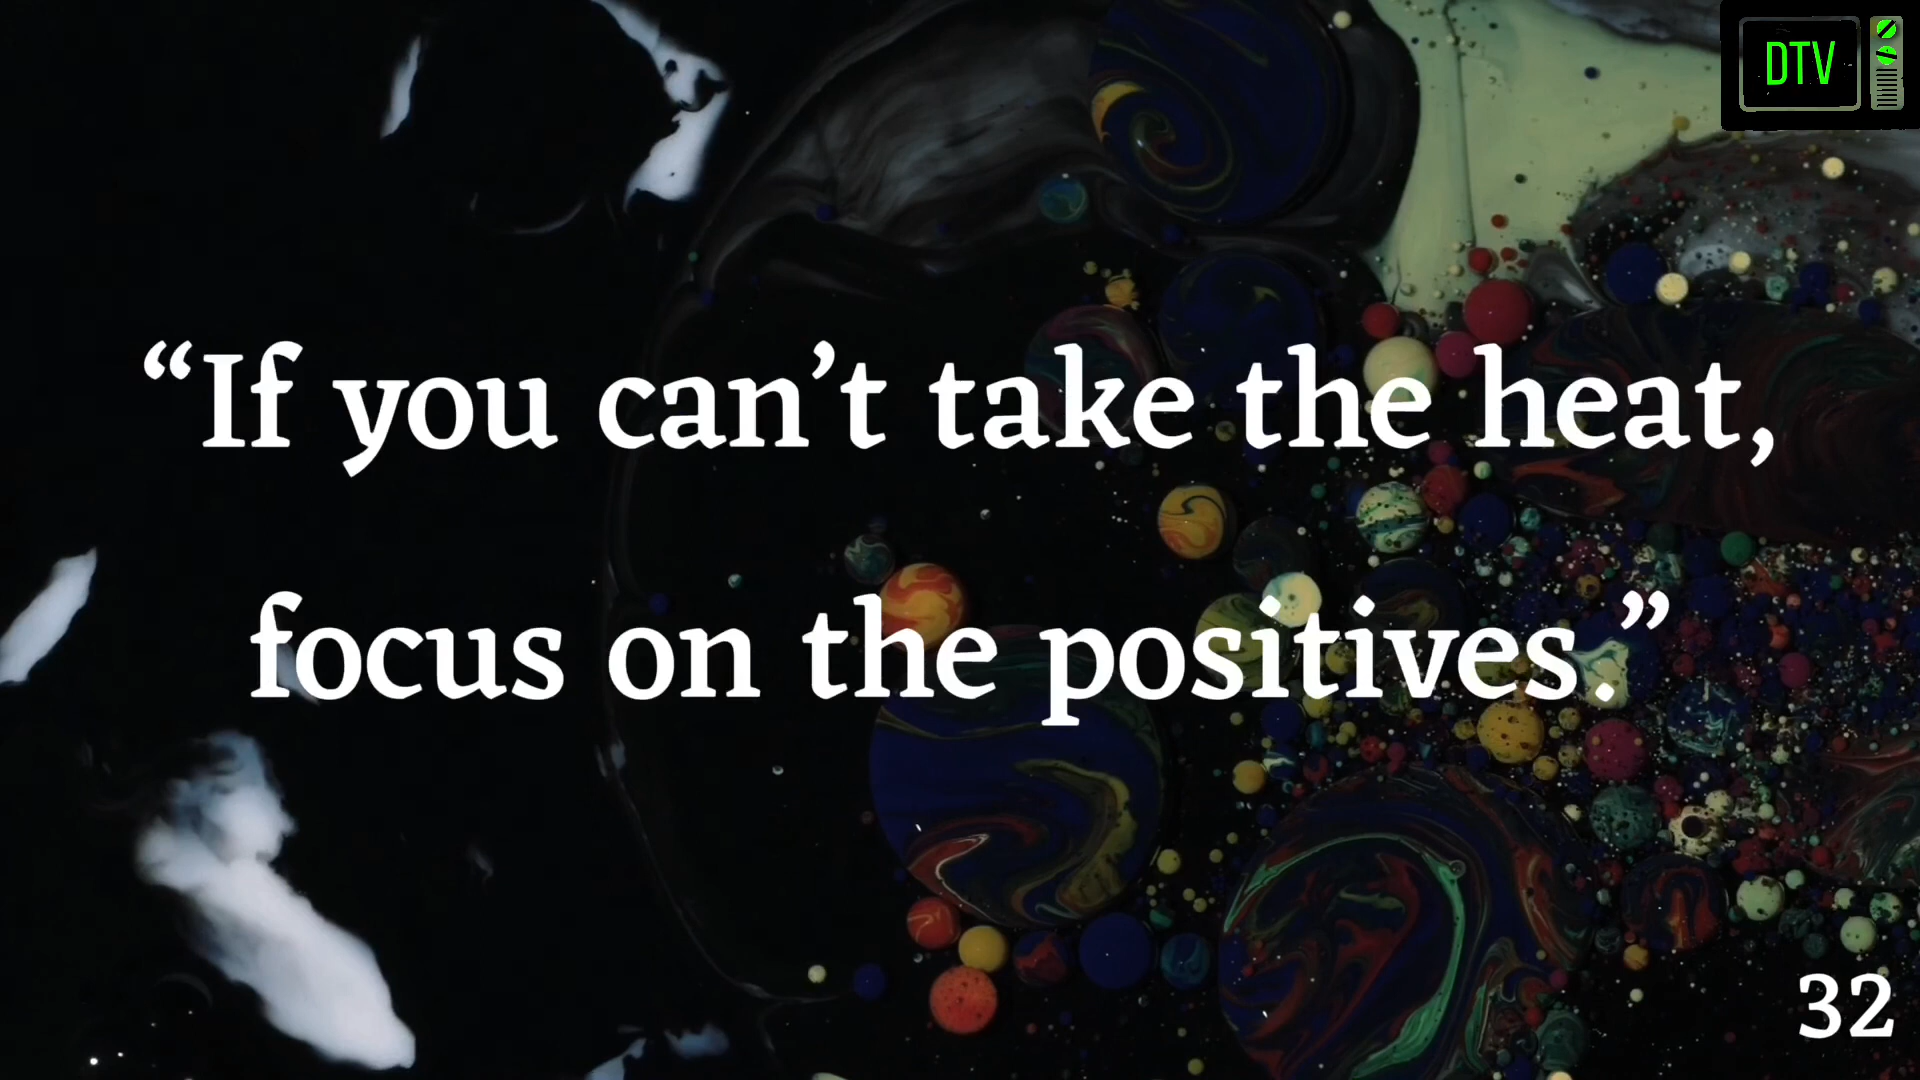 DTV
“If you can’t take the heat,
focus on the positives.”
32